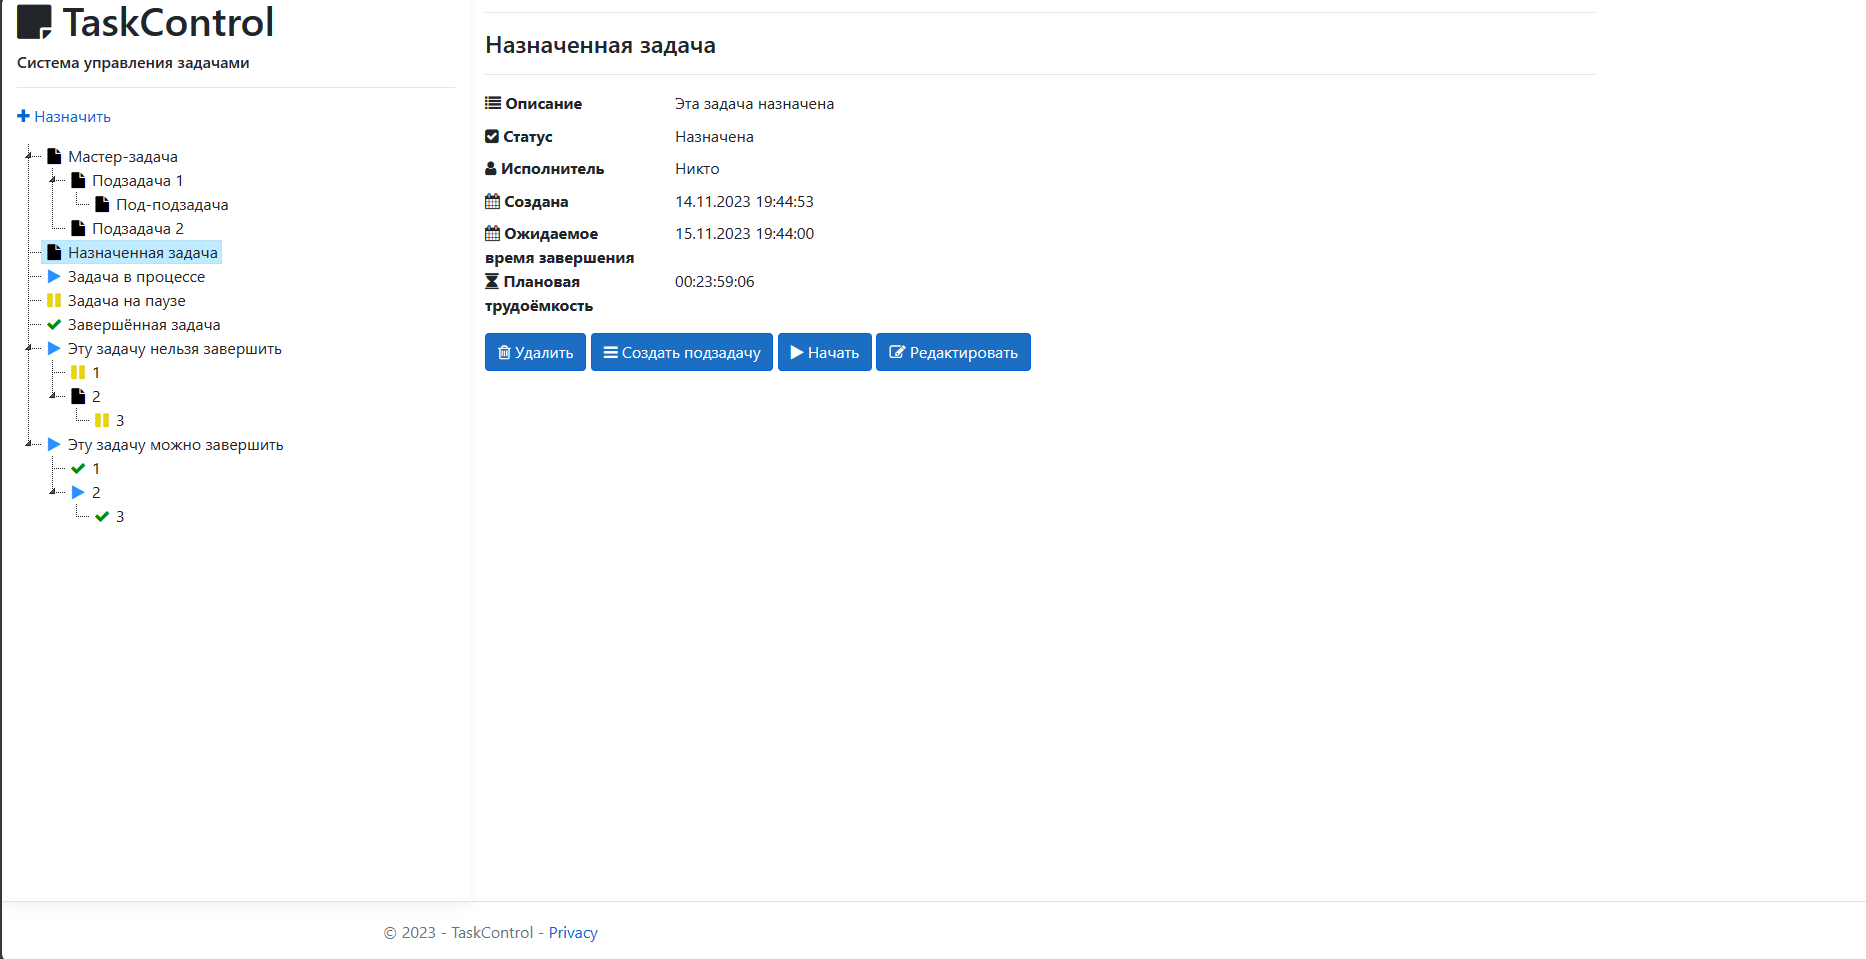 TaskControl
Система управления задачами
Назначить
Мастер-задача
Подзадача 1
Под-подзадача
Подзадача 2
Назначенная задача
Задача в процессе
Задача на паузе
Завершённая задача
Эту задачу нельзя завершить
1
2
3
Эту задачу можно завершить
1
2
3
Назначенная задача
Описание Эта задача назначена
Статус Назначена
Исполнитель Никто
Создана 14.11.2023 19:44:53
Ожидаемое 15.11.2023 19:44:00
время завершения
Плановая 00:23:59:06
трудоёмкость
Удалить Создать подзадачу Начать Редактировать
© 2023 - TaskControl - Privacy